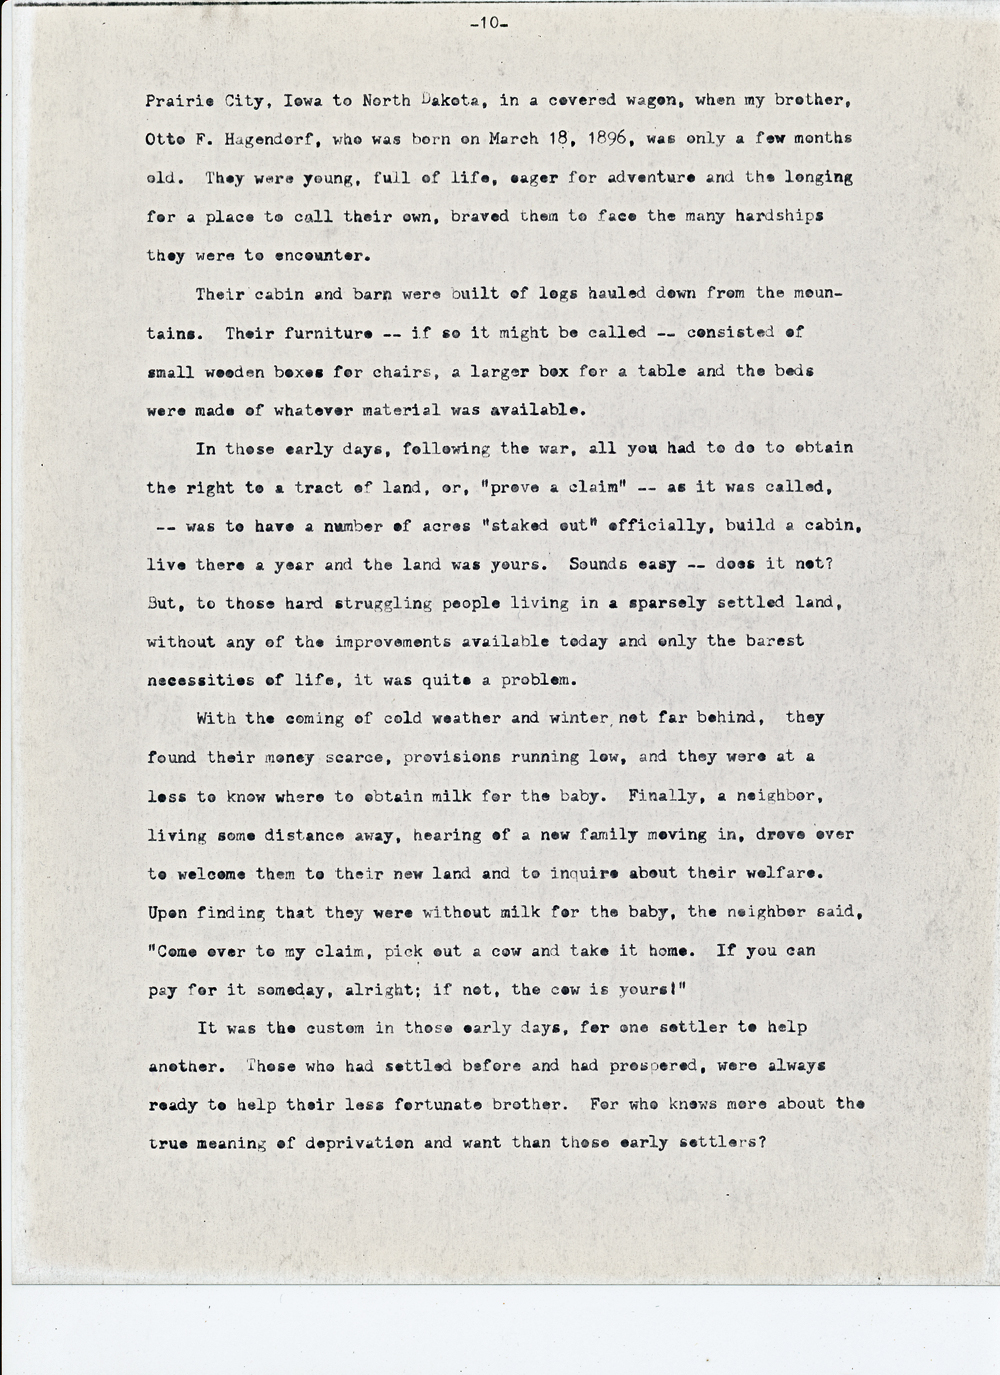 -10-
Prairie City, Iowa to North Dakota, in a covered wagon, when my brother,
Otto F. Hagendorf, who was born on March 18, 1896, was only a few months
old.  They were young, full of life, eager for adventure and the longing
for a place to call their own, braved them to face the many hardships
they were to encounter.
Their cabin and barn were built of logs hauled down from the moun-
tains.  Their furniture -- if so it might be called -- consisted of
small wooden boxes for chairs, a larger box for a table and the beds
were made of whatever material was available.
In those early days, following the war, all you had to do to obtain
the right to a tract of land, or, "prove a claim" -- as it was called,
-- was to have a number of acres "staked out" officially, build a cabin,
live there a year and the land was yours.  Sounds easy -- does it not?
But, to those hard struggling people living in a sparsely settled land,
without any of the improvements available today and only the barest
necessities of life, it was quite a problem.
With the coming of cold weather and winter not far behind,  they
found their money scarce, provisions running low, and they were at a
loss to know where to obtain milk for the baby.  Finally, a neighbor,
living some distance away, hearing of a new family moving in, drove over
to welcome them to their new land and to inquire about their welfare.
Upon finding that they were without milk for the baby, the neighbor said,
"Come over to my claim, pick out a cow and take it home.  If you can
pay for it someday, alright; if not, the cow is yours!"
It was the custom in those early days, for one settler to help
another.  Those who had settled before and had prospered, were always
ready to help their less fortunate brother.  For who knows more about the
true meaning of deprivation and want than those early settlers?